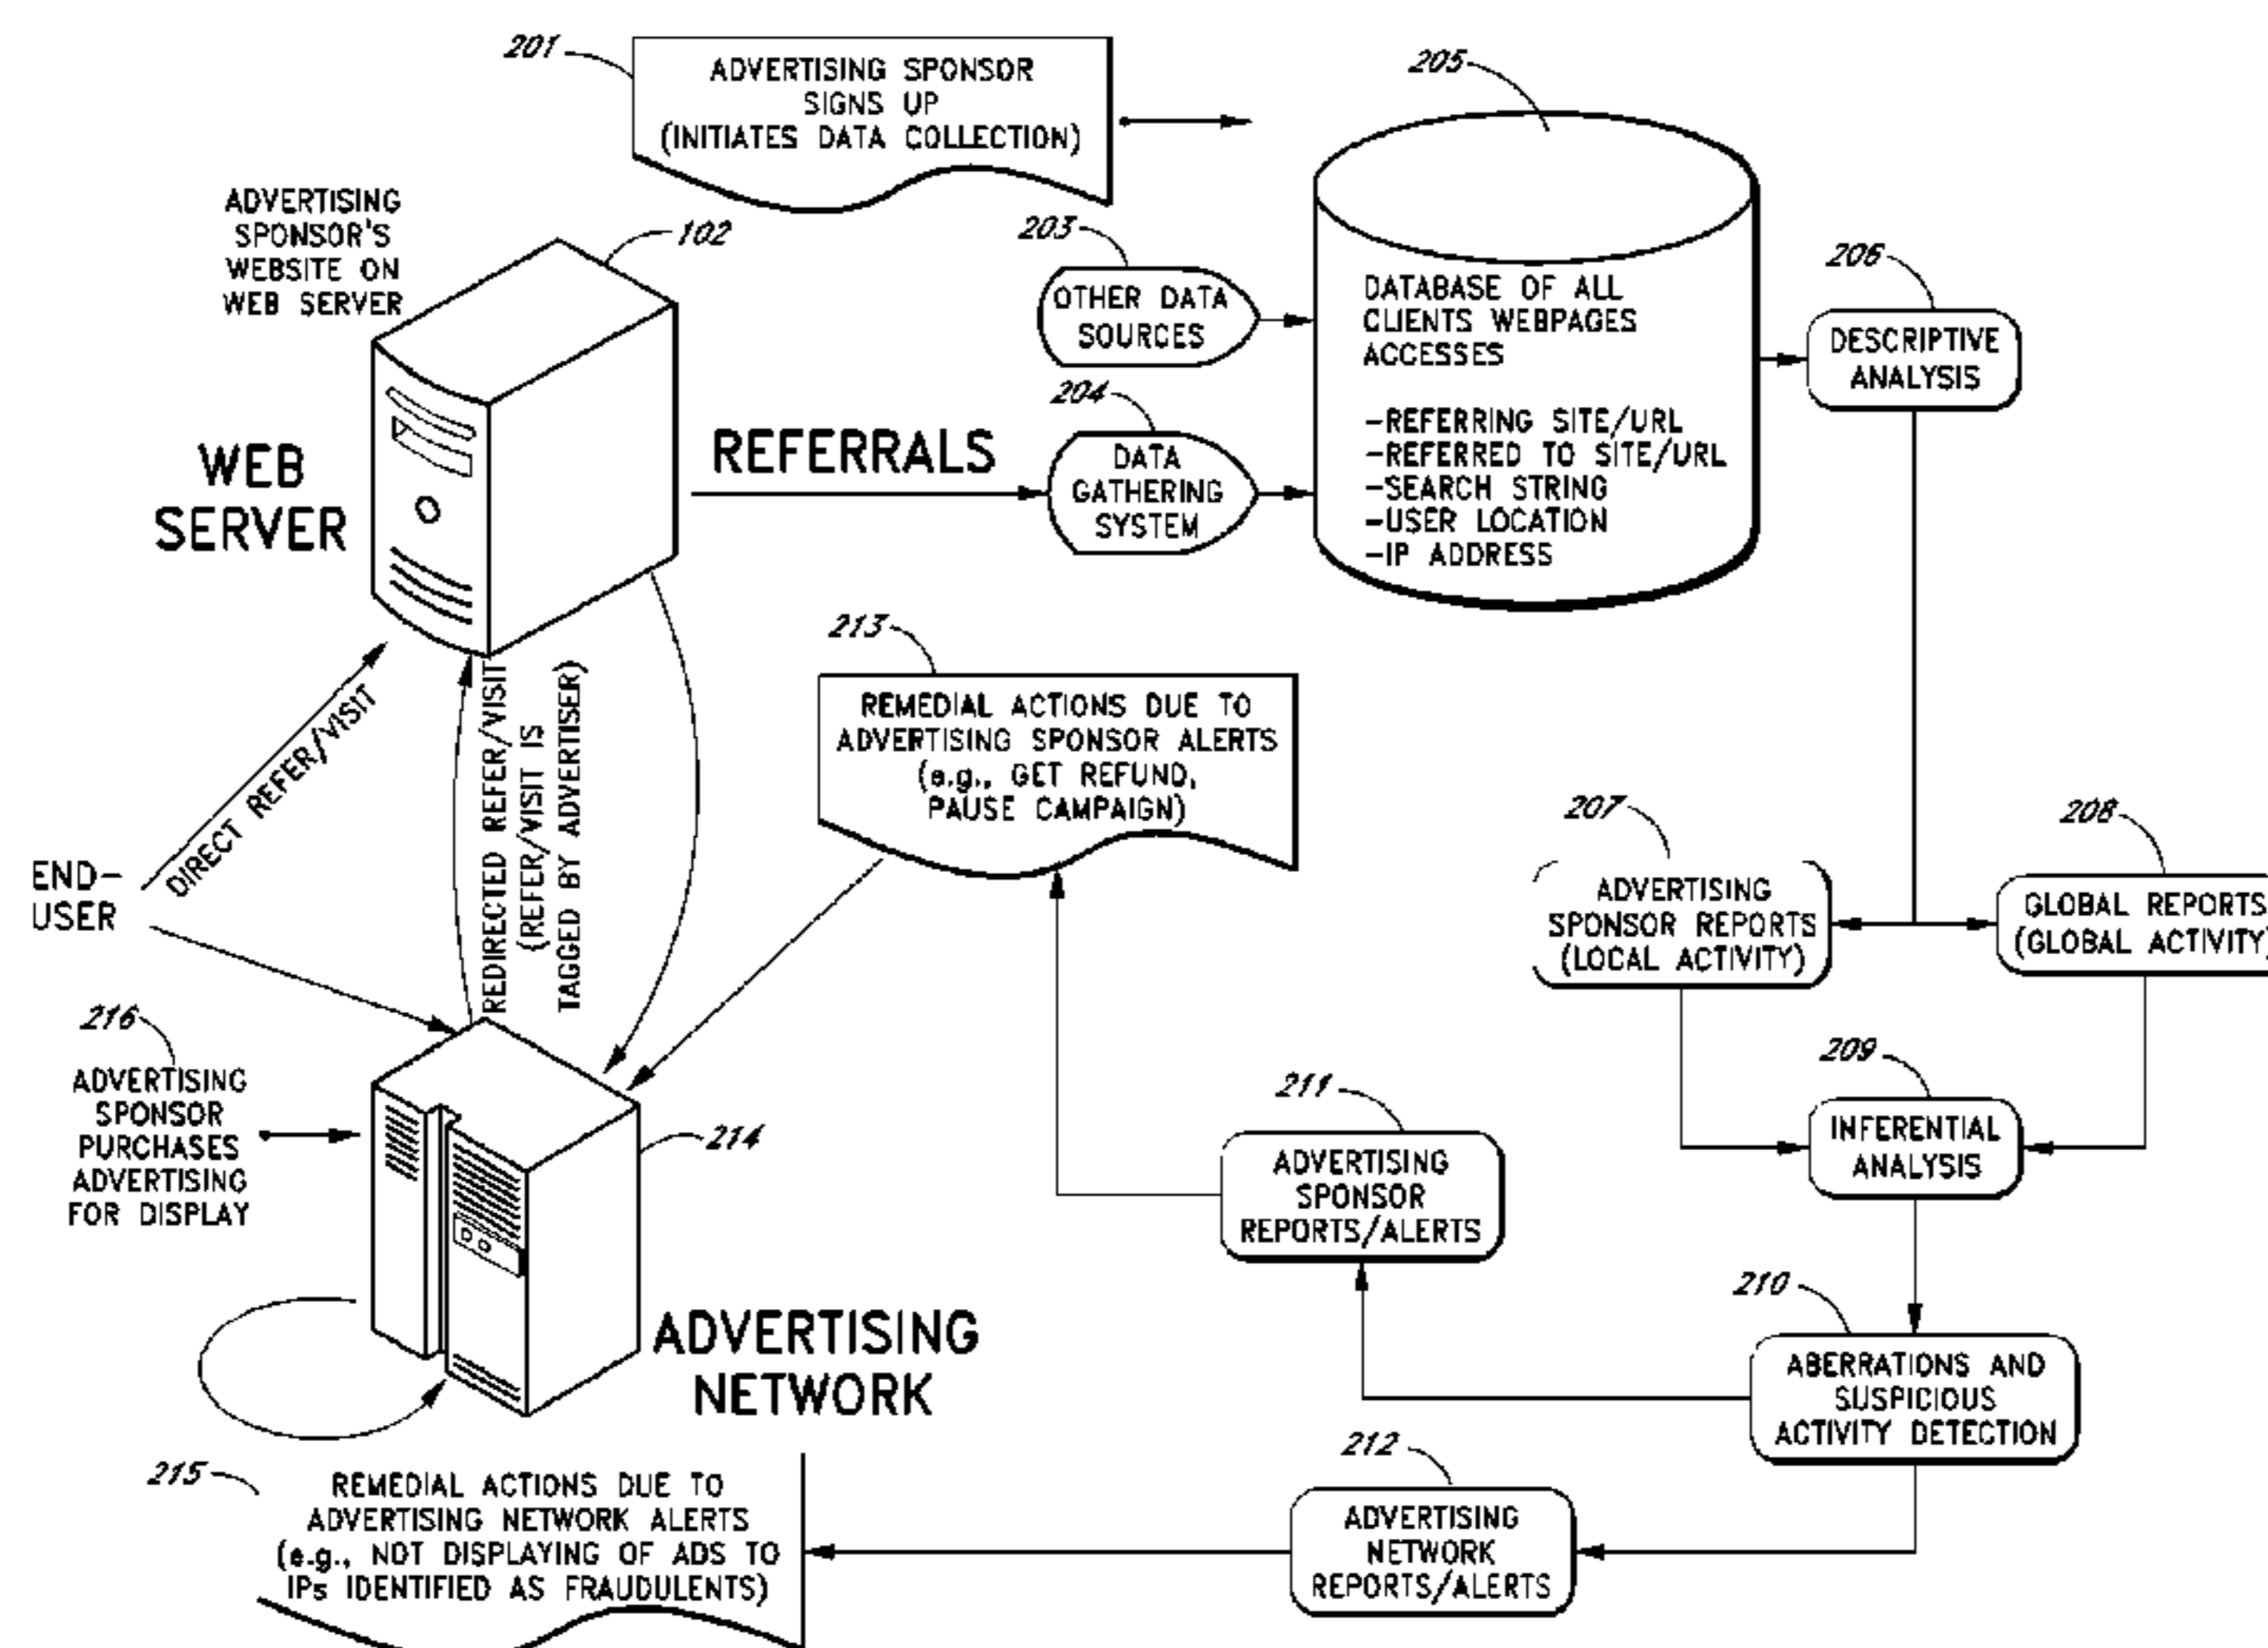 201
ADVERTISING SPONSOR
SIGNS UP
(INITIATES DATA COLLECTION)
205
ADVERTISING
SPONSOR'S
WEBSITE ON
WEB SERVER
102
203
OTHER DATA
SOURCES
DATABASE OF ALL
CLIENTS WEBPAGES
ACCESSES
-REFERRING SITE/URL
-REFERRED TO SITE/URL
-SEARCH STRING
-USER LOCATION
-IP ADDRESS
206
DESCRIPTIVE
ANALYSIS
WEB
SERVER
REFERRALS
204
DATA
GATHERING
SYSTEM
213
REMEDIAL ACTIONS DUE TO
ADVERTISING SPONSOR ALERTS
(e.g., GET REFUND,
PAUSE CAMPAIGN)
DIRECT REFER/VISIT
REDIRECTED REFER/VISIT
(REFER/VISIT IS
TAGGED BY ADVERTISER)
END-
USER
207
ADVERTISING
SPONSOR REPORTS
(LOCAL ACTIVITY)
208
GLOBAL REPORTS
(GLOBAL ACTIVITY)
216
ADVERTISING
SPONSOR
PURCHASES
ADVERTISING
FOR DISPLAY
214
211
ADVERTISING
SPONSOR
REPORTS/ALERTS
209
INFERENTIAL
ANALYSIS
ADVERTISING
NETWORK
210
ABERRATIONS AND
SUSPICIOUS
ACTIVITY DETECTION
215
REMEDIAL ACTIONS DUE TO
ADVERTISING NETWORK ALERTS
(e.g., NOT DISPLAYING OF ADS TO
IPs IDENTIFIED AS FRAUDULENTS)
212
ADVERTISING
NETWORK
REPORTS/ALERTS